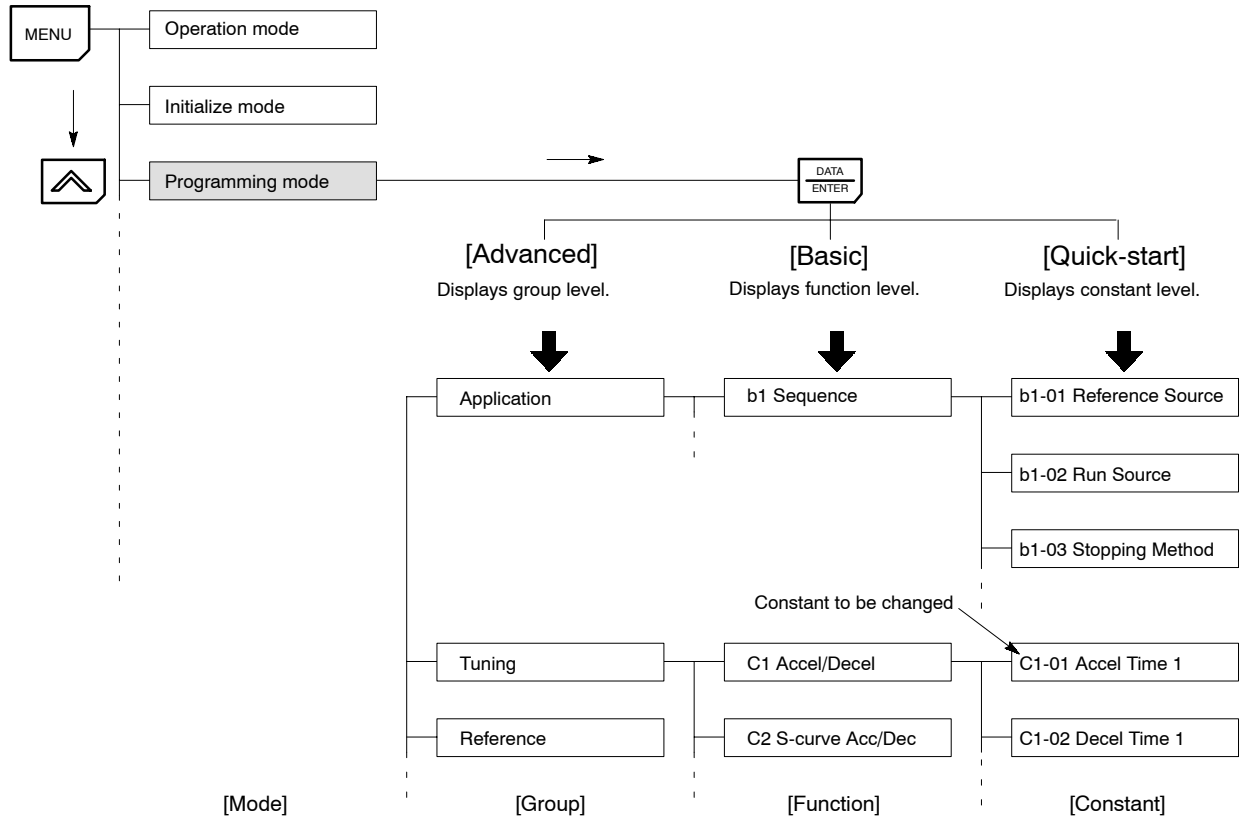 MENU
Operation mode
Initialize mode
Programming mode
DATA
ENTER
[Advanced]
[Basic]
[Quick-start]
Displays group level.
Displays function level.
Displays constant level.
Application
b1 Sequence
b1-01 Reference Source
b1-02 Run Source
b1-03 Stopping Method
Constant to be changed
Tuning
C1 Accel/Decel
C1-01 Accel Time 1
Reference
C2 S-curve Acc/Dec
C1-02 Decel Time 1
[Mode]
[Group]
[Function]
[Constant]